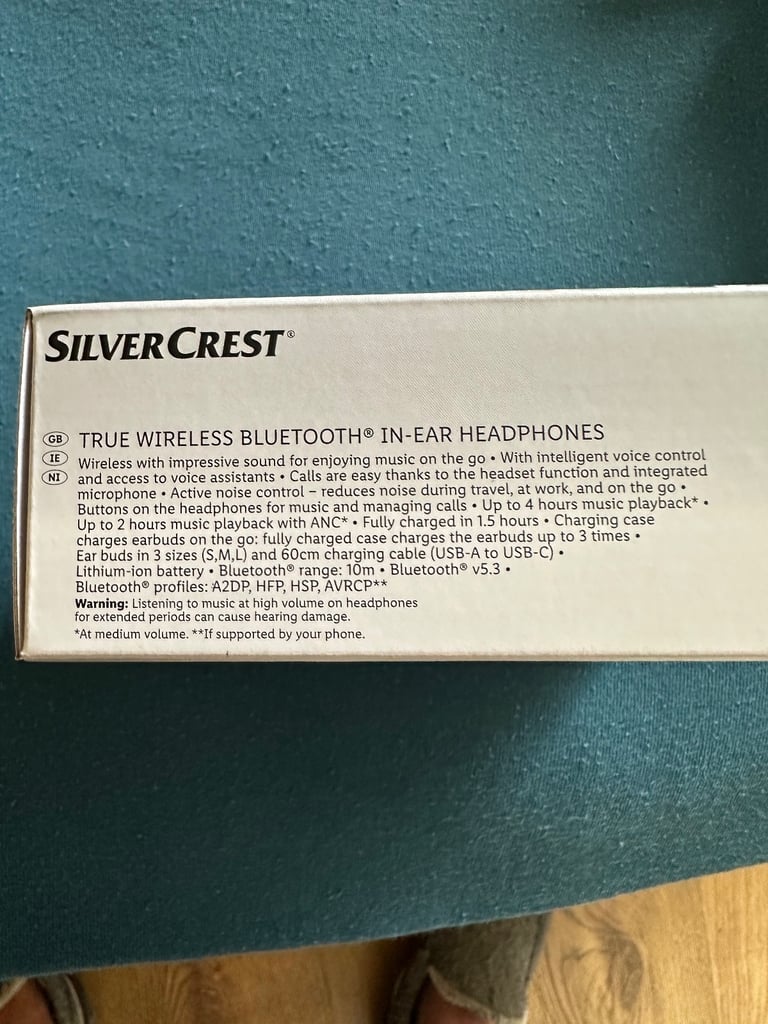 SILVERCREST®
GB TRUE WIRELESS BLUETOOTH® IN-EAR HEADPHONES
IE Wireless with impressive sound for enjoying music on the go • With intelligent voice control
NI and access to voice assistants • Calls are easy thanks to the headset function and integrated
microphone • Active noise control – reduces noise during travel, at work, and on the go •
Buttons on the headphones for music and managing calls • Up to 4 hours music playback* •
Up to 2 hours music playback with ANC* • Fully charged in 1.5 hours • Charging case
charges earbuds on the go: fully charged case charges the earbuds up to 3 times •
Ear buds in 3 sizes (S,M,L) and 60cm charging cable (USB-A to USB-C) •
Lithium-ion battery • Bluetooth® range: 10m • Bluetooth® v5.3 •
Bluetooth® profiles: A2DP, HFP, HSP, AVRCP**
Warning: Listening to music at high volume on headphones
for extended periods can cause hearing damage.
*At medium volume. **If supported by your phone.